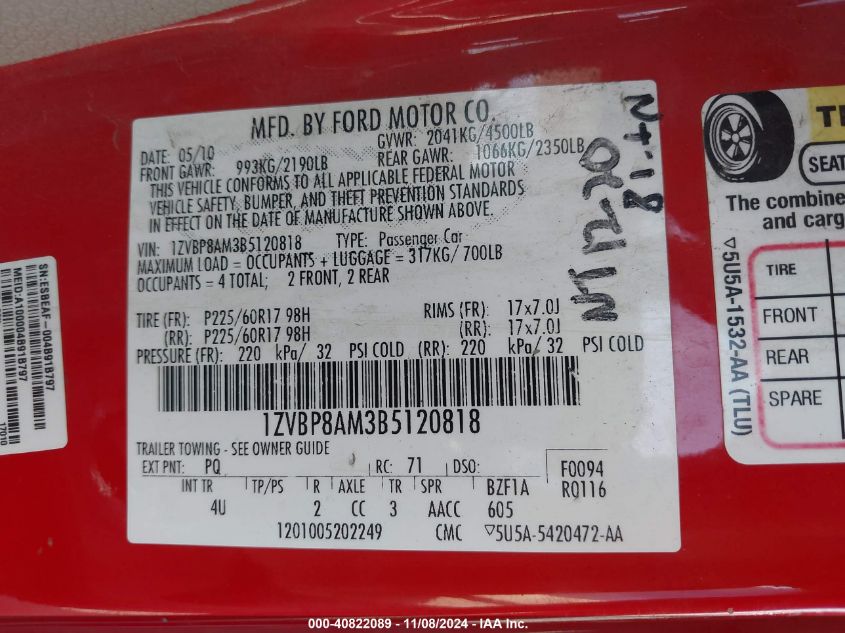 MFD. BY FORD MOTOR CO.
DATE: 05/10 GVWR: 2041KG/4500LB
FRONT GAWR: 993KG/2190LB REAR GAWR: 1066KG/2350LB
THIS VEHICLE CONFORMS TO ALL APPLICABLE FEDERAL MOTOR
VEHICLE SAFETY, BUMPER, AND THEFT PREVENTION STANDARDS
IN EFFECT ON THE DATE OF MANUFACTURE SHOWN ABOVE.
VIN: 1ZVBP8AM3B5120818 TYPE: Passenger Car
MAXIMUM LOAD = OCCUPANTS + LUGGAGE = 317KG/700LB
OCCUPANTS = 4 TOTAL; 2 FRONT, 2 REAR
TIRE (FR): P225/60R17 98H RIMS (FR): 17x7.0J
(RR): P225/60R17 98H (RR): 17x7.0J
PRESSURE (FR): 220 kPa/ 32 PSI COLD (RR): 220 kPa/ 32 PSI COLD
1ZVBP8AM3B5120818
TRAILER TOWING - SEE OWNER GUIDE
EXT PNT: PQ RC: 71 DSO: F0094
INT TR TP/PS R AXLE TR SPR BZF1A RQ116
4U 2 CC 3 AACC 605
1201005202249 CMC ▽5U5A-5420472-AA
SN:ESBEAF-004B91B797
MEID:A100004891B797
17010
SEAT
The combine
and carg
TIRE
FRONT
REAR
SPARE
▽5U5A-1532-AA (TLU)
000-40822089 - 11/08/2024 - IAA Inc.